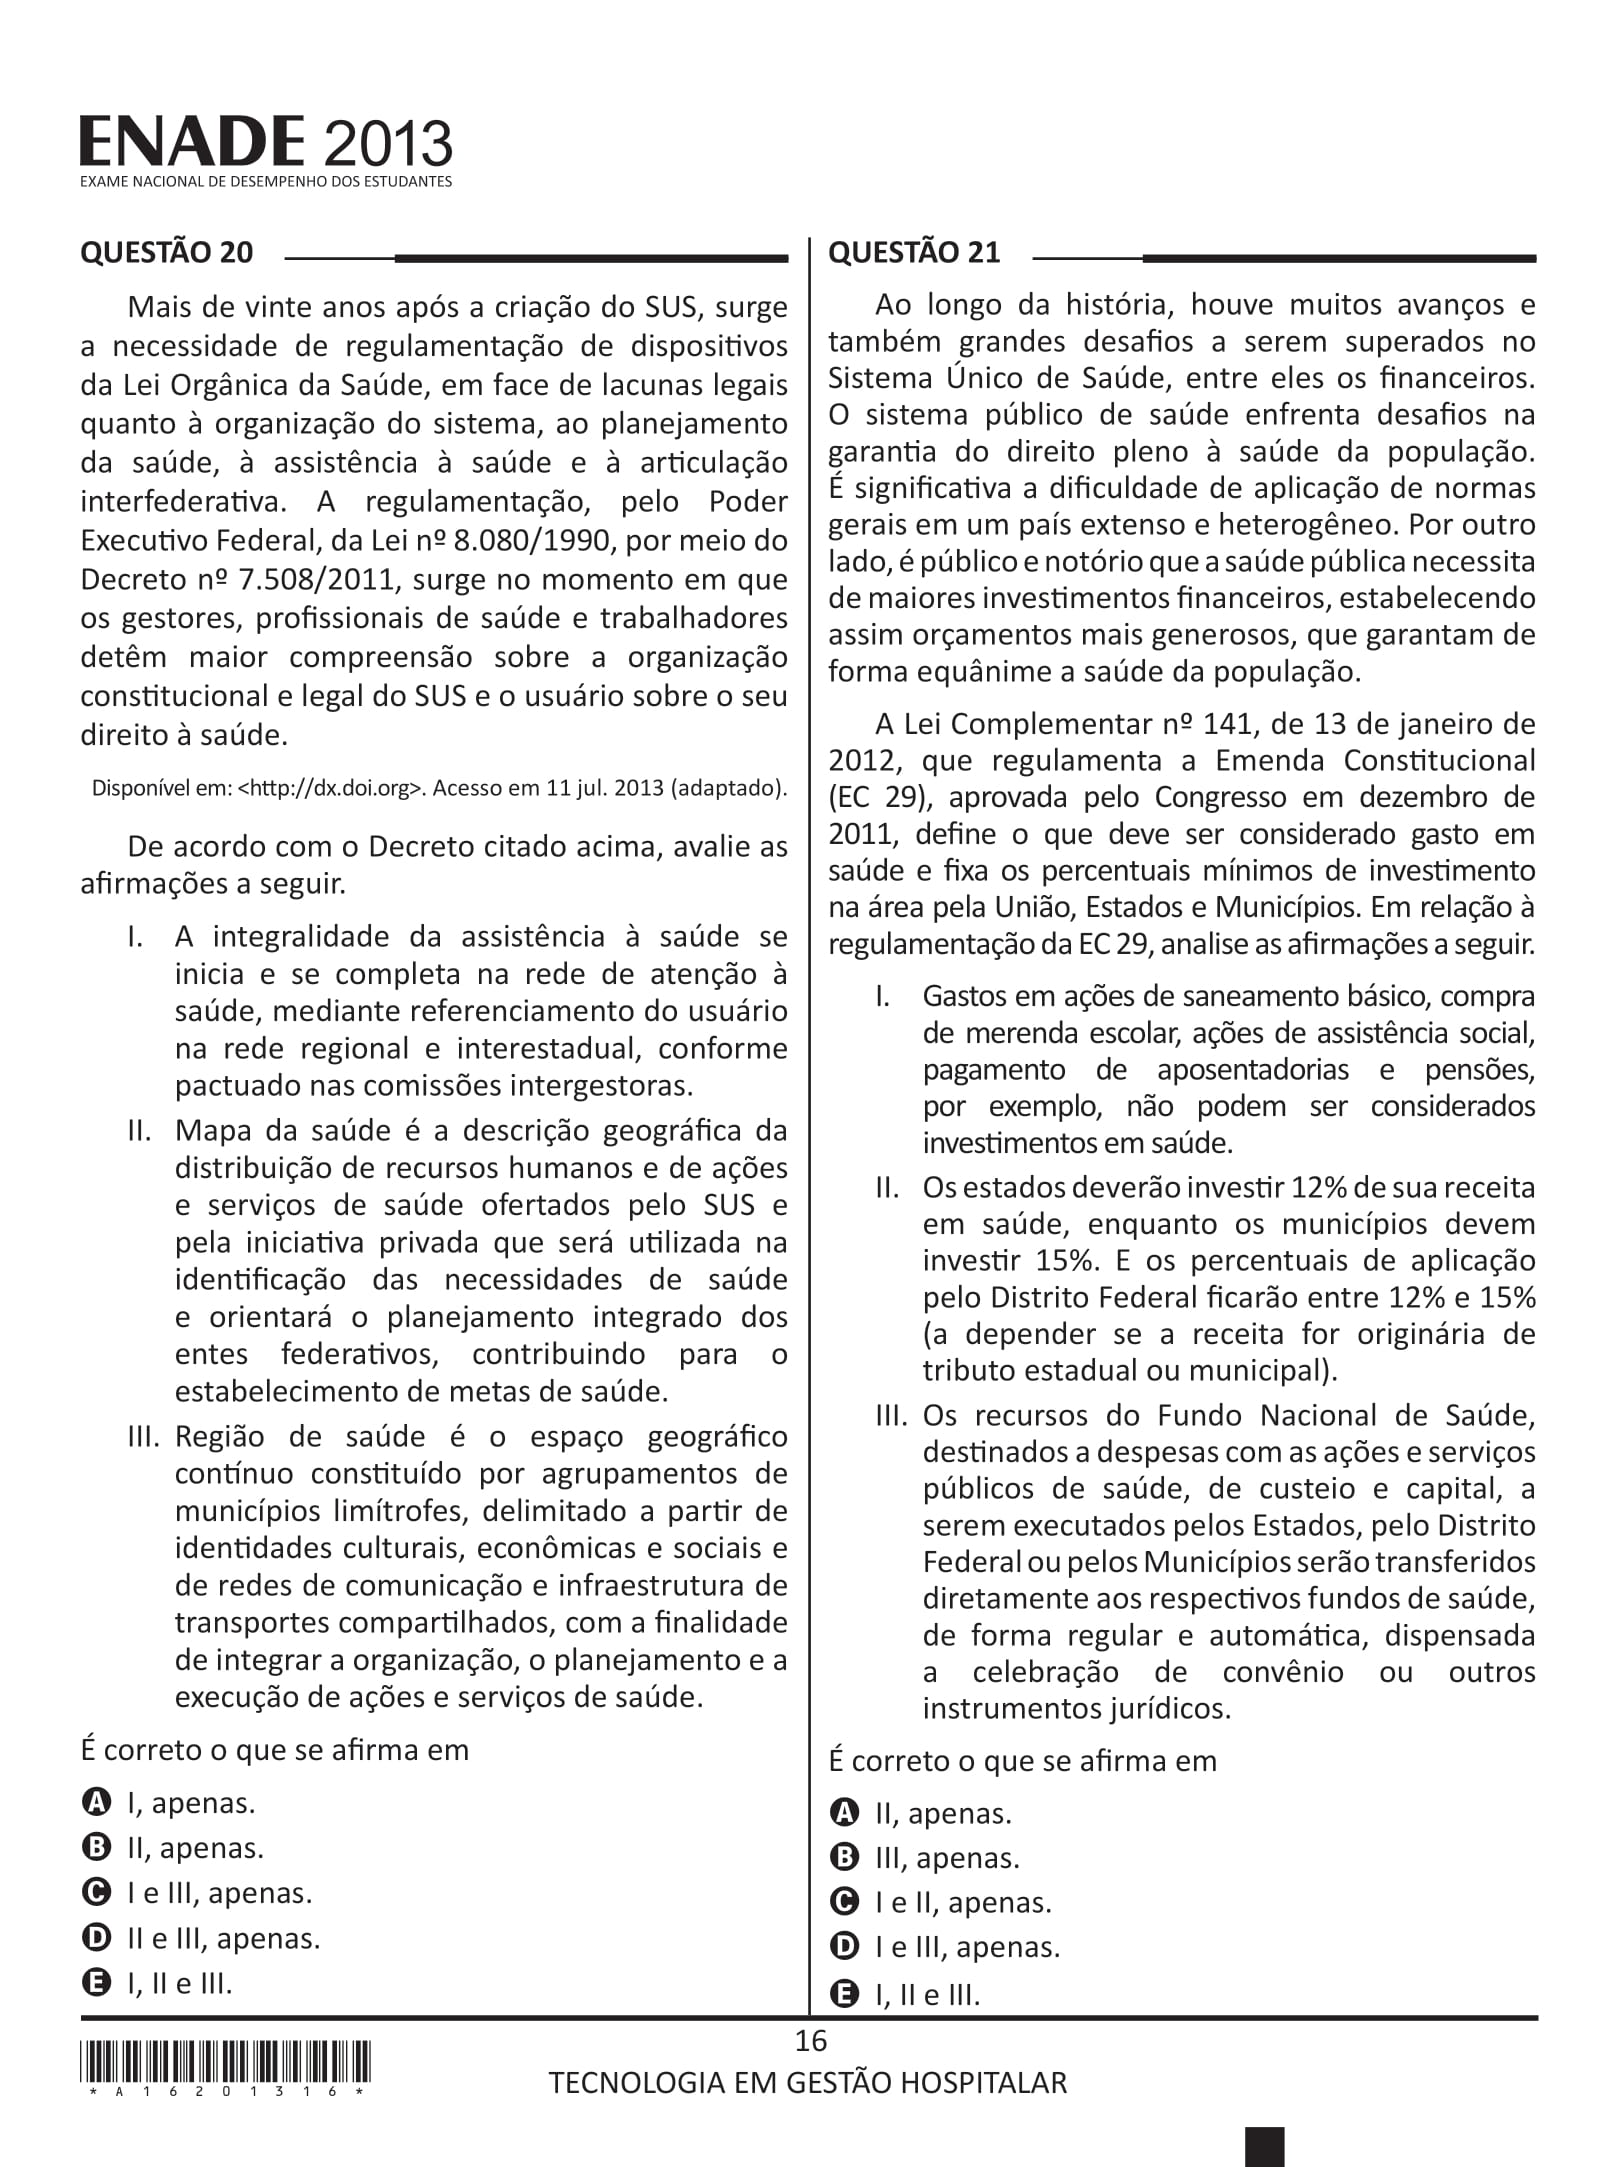 ENADE 2013
EXAME NACIONAL DE DESEMPENHO DOS ESTUDANTES
QUESTÃO 20
Mais de vinte anos após a criação do SUS, surge
a necessidade de regulamentação de dispositivos
da Lei Orgânica da Saúde, em face de lacunas legais
quanto à organização do sistema, ao planejamento
da saúde, à assistência à saúde e à articulação
interfederativa. A regulamentação, pelo Poder
Executivo Federal, da Lei nº 8.080/1990, por meio do
Decreto nº 7.508/2011, surge no momento em que
os gestores, profissionais de saúde e trabalhadores
detêm maior compreensão sobre a organização
constitucional e legal do SUS e o usuário sobre o seu
direito à saúde.
Disponível em: <http://dx.doi.org>. Acesso em 11 jul. 2013 (adaptado).
De acordo com o Decreto citado acima, avalie as
afirmações a seguir.
I. A integralidade da assistência à saúde se
inicia e se completa na rede de atenção à
saúde, mediante referenciamento do usuário
na rede regional e interestadual, conforme
pactuado nas comissões intergestoras.
II. Mapa da saúde é a descrição geográfica da
distribuição de recursos humanos e de ações
e serviços de saúde ofertados pelo SUS e
pela iniciativa privada que será utilizada na
identificação das necessidades de saúde
e orientará o planejamento integrado dos
entes federativos, contribuindo para o
estabelecimento de metas de saúde.
III. Região de saúde é o espaço geográfico
contínuo constituído por agrupamentos de
municípios limítrofes, delimitado a partir de
identidades culturais, econômicas e sociais e
de redes de comunicação e infraestrutura de
transportes compartilhados, com a finalidade
de integrar a organização, o planejamento e a
execução de ações e serviços de saúde.
É correto o que se afirma em
A I, apenas.
B II, apenas.
C I e III, apenas.
D II e III, apenas.
E I, II e III.
QUESTÃO 21
Ao longo da história, houve muitos avanços e
também grandes desafios a serem superados no
Sistema Único de Saúde, entre eles os financeiros.
O sistema público de saúde enfrenta desafios na
garantia do direito pleno à saúde da população.
É significativa a dificuldade de aplicação de normas
gerais em um país extenso e heterogêneo. Por outro
lado, é público e notório que a saúde pública necessita
de maiores investimentos financeiros, estabelecendo
assim orçamentos mais generosos, que garantam de
forma equânime a saúde da população.
A Lei Complementar nº 141, de 13 de janeiro de
2012, que regulamenta a Emenda Constitucional
(EC 29), aprovada pelo Congresso em dezembro de
2011, define o que deve ser considerado gasto em
saúde e fixa os percentuais mínimos de investimento
na área pela União, Estados e Municípios. Em relação à
regulamentação da EC 29, analise as afirmações a seguir.
I. Gastos em ações de saneamento básico, compra
de merenda escolar, ações de assistência social,
pagamento de aposentadorias e pensões,
por exemplo, não podem ser considerados
investimentos em saúde.
II. Os estados deverão investir 12% de sua receita
em saúde, enquanto os municípios devem
investir 15%. E os percentuais de aplicação
pelo Distrito Federal ficarão entre 12% e 15%
(a depender se a receita for originária de
tributo estadual ou municipal).
III. Os recursos do Fundo Nacional de Saúde,
destinados a despesas com as ações e serviços
públicos de saúde, de custeio e capital, a
serem executados pelos Estados, pelo Distrito
Federal ou pelos Municípios serão transferidos
diretamente aos respectivos fundos de saúde,
de forma regular e automática, dispensada
a celebração de convênio ou outros
instrumentos jurídicos.
É correto o que se afirma em
A II, apenas.
B III, apenas.
C I e II, apenas.
D I e III, apenas.
E I, II e III.
16
*A16201316*
TECNOLOGIA EM GESTÃO HOSPITALAR